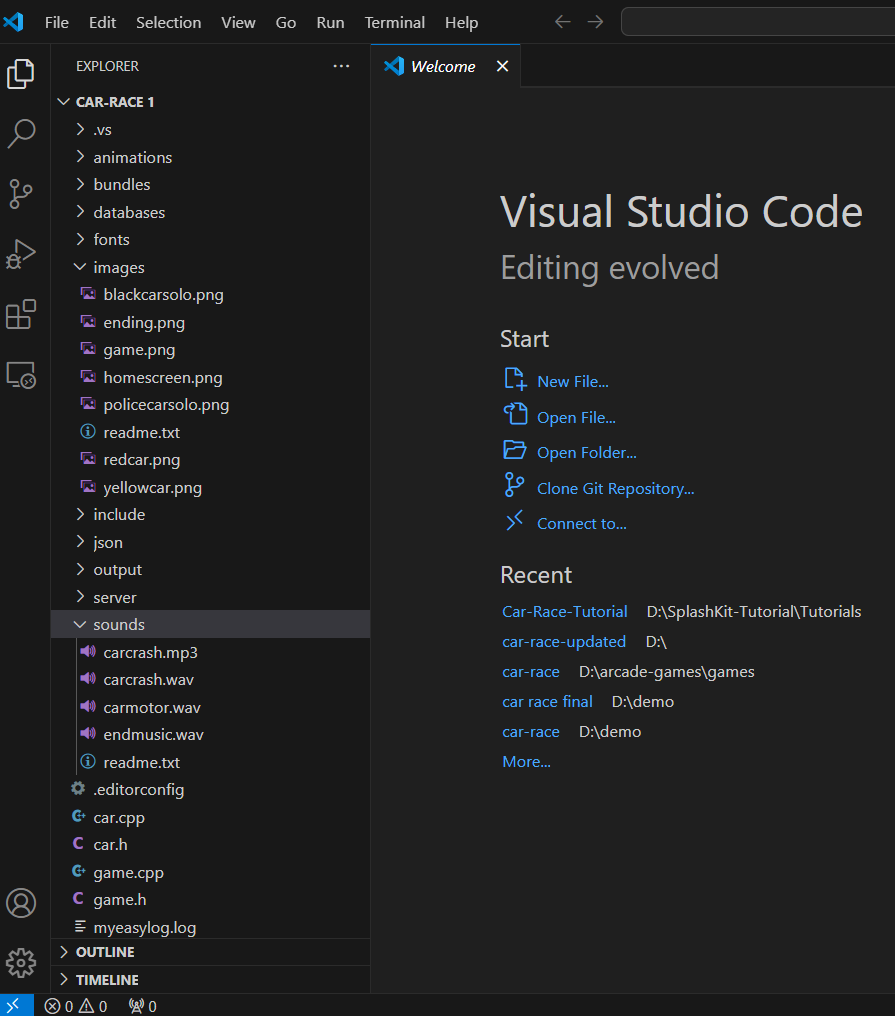 File Edit Selection View Go Run Terminal Help
EXPLORER
CAR-RACE 1
.vs
animations
bundles
databases
fonts
images
blackcarsolo.png
ending.png
game.png
homescreen.png
policecarsolo.png
readme.txt
redcar.png
yellowcar.png
include
json
output
server
sounds
carcrash.mp3
carcrash.wav
carmotor.wav
endmusic.wav
readme.txt
.editorconfig
car.cpp
car.h
game.cpp
game.h
myeasylog.log
OUTLINE
TIMELINE
Welcome
Visual Studio Code
Editing evolved
Start
New File...
Open File...
Open Folder...
Clone Git Repository...
Connect to...
Recent
Car-Race-Tutorial D:\SplashKit-Tutorial\Tutorials
car-race-updated D:\
car-race D:\arcade-games\games
car race final D:\demo
car-race D:\demo
More...
0 0 0